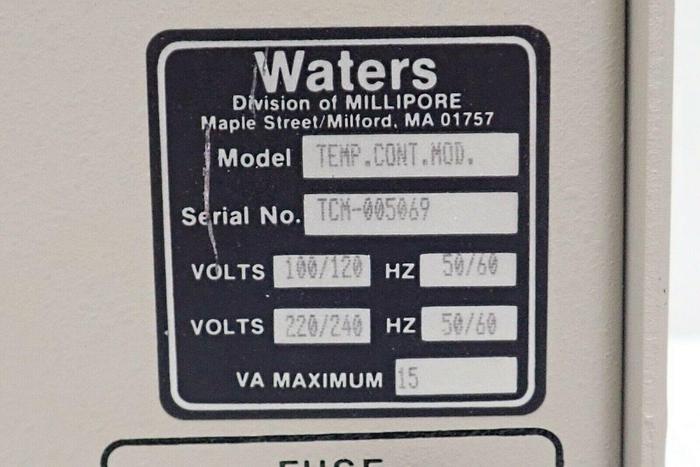 Waters
Division of MILLIPORE
Maple Street/Milford, MA 01757
Model TEMP.CONT.MOD.
Serial No. TCM-005069
VOLTS 100/120 HZ 50/60
VOLTS 220/240 HZ 50/60
VA MAXIMUM 15
FUSE